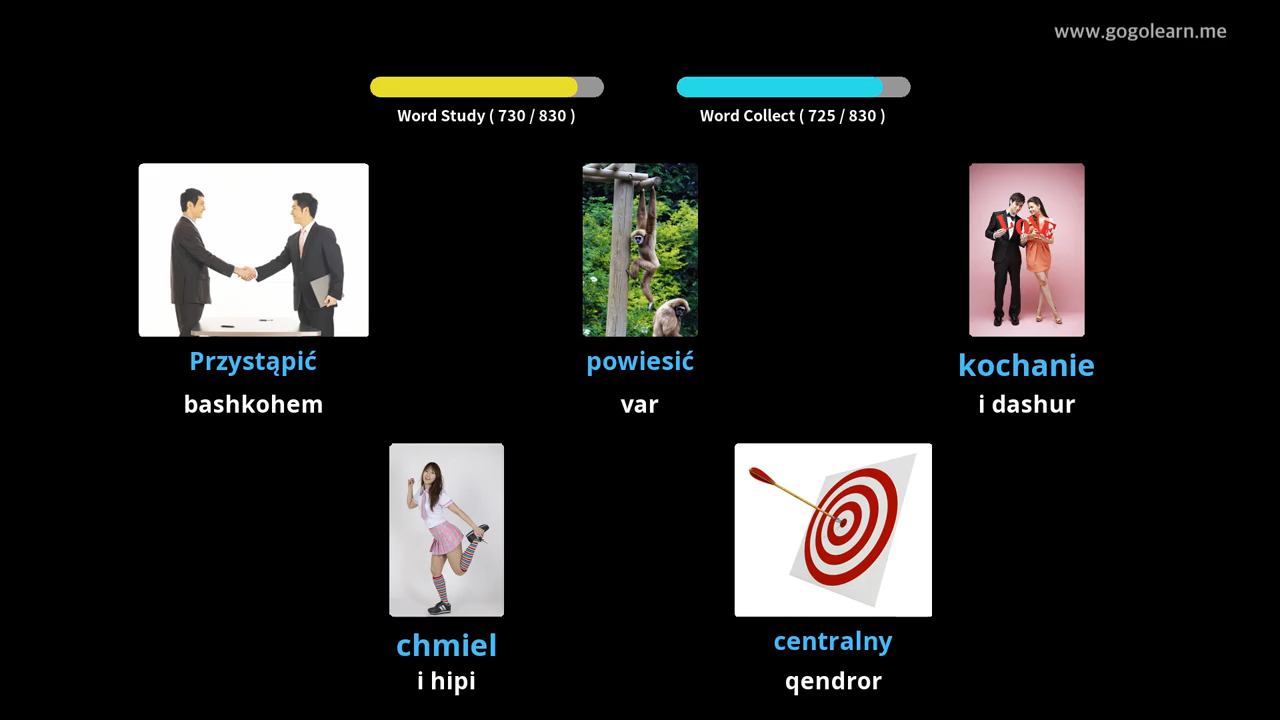 www.gogolearn.me
Word Study ( 730 / 830 )
Word Collect ( 725 / 830 )
LOVE
Przystąpić
powiesić
kochanie
bashkohem
var
i dashur
chmiel
centralny
i hipi
qendror